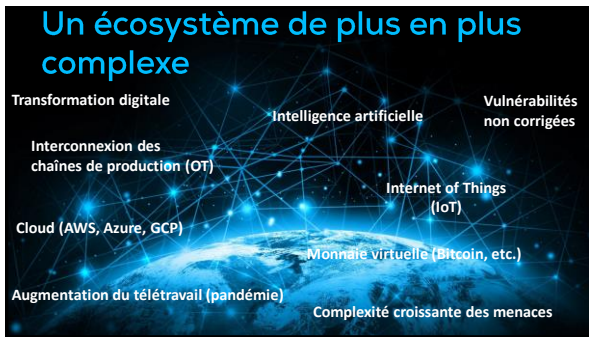 Un écosystème de plus en plus
complexe
Transformation digitale
Intelligence artificielle
Vulnérabilités
non corrigées
Interconnexion des
chaînes de production (OT)
Internet of Things
(IoT)
Cloud (AWS, Azure, GCP)
Monnaie virtuelle (Bitcoin, etc.)
Augmentation du télétravail (pandémie)
Complexité croissante des menaces